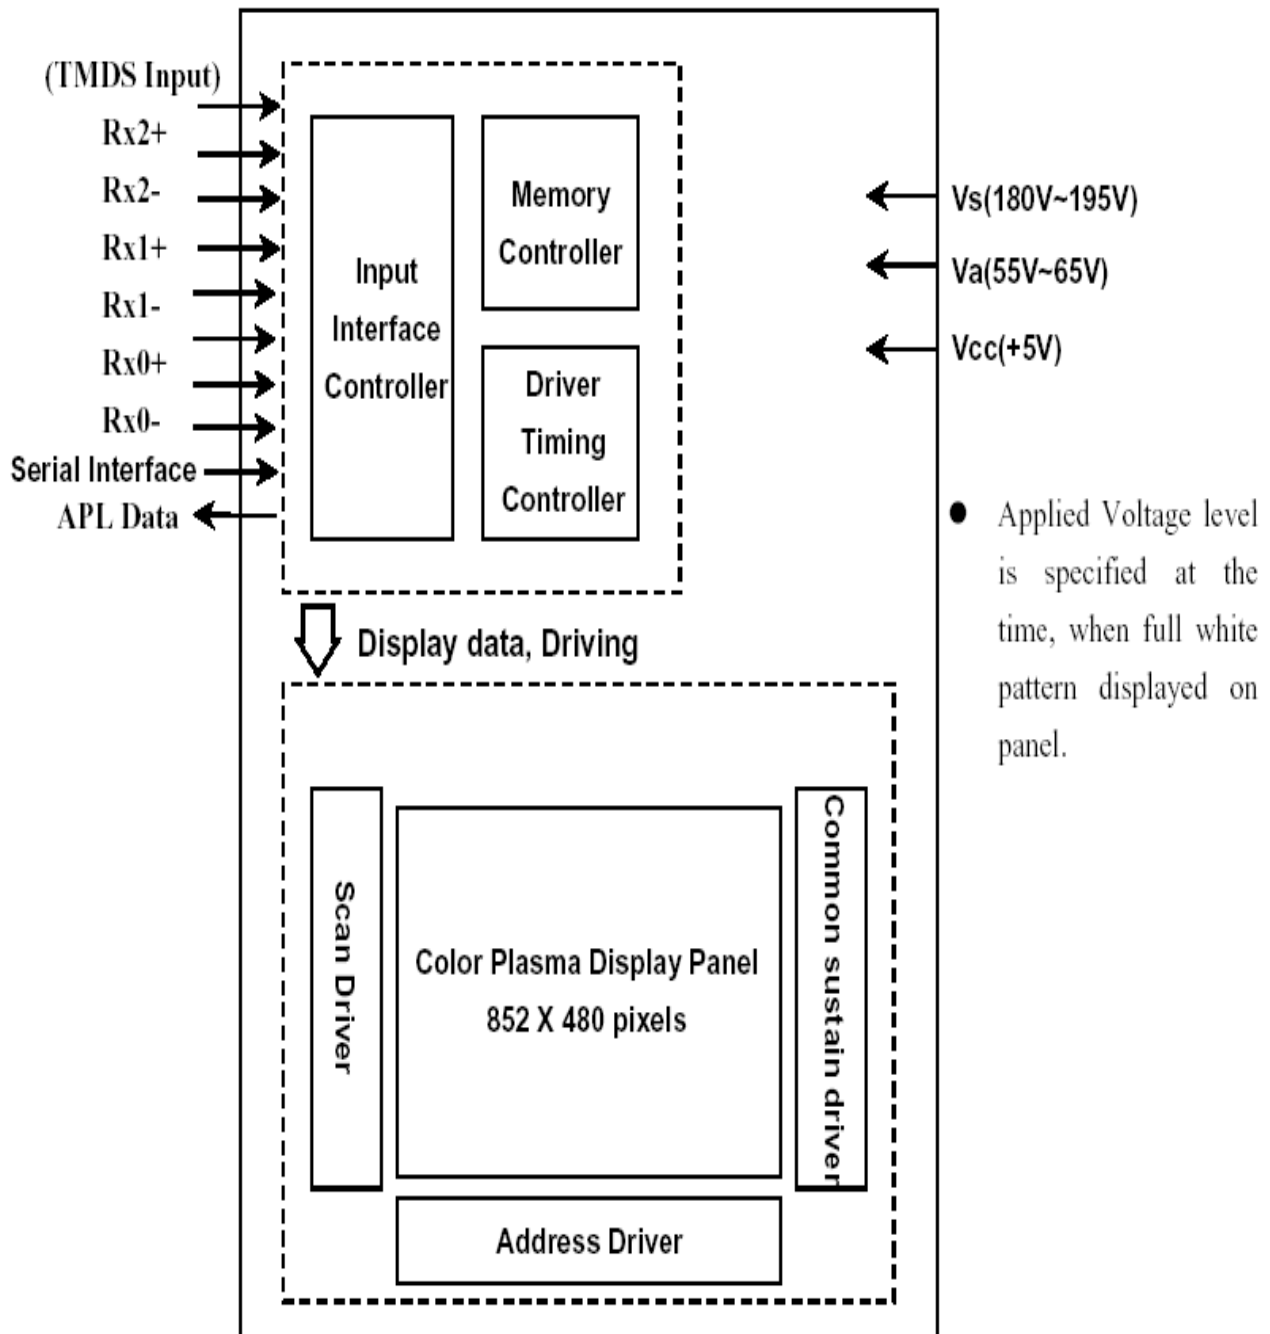 (TMDS Input)
Rx2+
Rx2-
Rx1+
Rx1-
Rx0+
Rx0-
Serial Interface
APL Data
Input
Interface
Controller
Memory
Controller
Driver
Timing
Controller
Vs(180V~195V)
Va(55V~65V)
Vcc(+5V)
● Applied Voltage level
is specified at the
time, when full white
pattern displayed on
panel.
Display data, Driving
Scan Driver
Color Plasma Display Panel
852 X 480 pixels
Common sustain driver
Address Driver